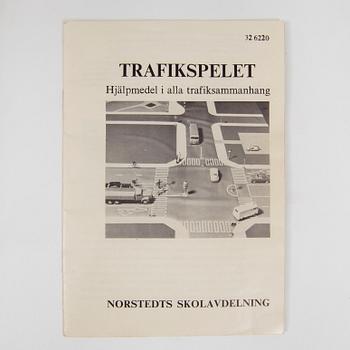 32 6220
TRAFIKSPELET
Hjälpmedel i alla trafiksammanhang
NORSTEDTS SKOLAVDELNING